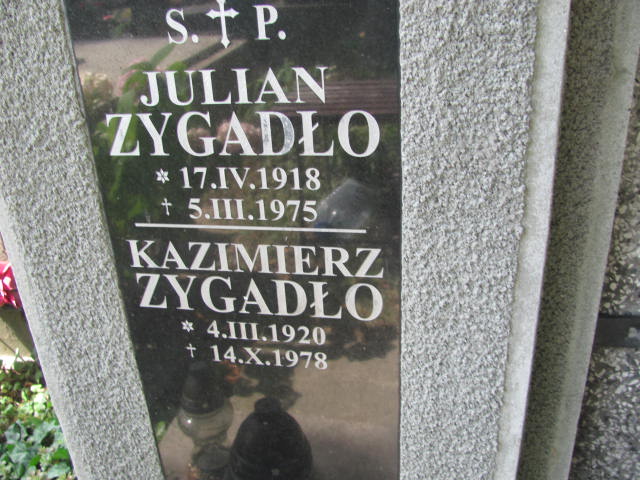 S. † P.
JULIAN
ZYGADŁO
* 17.IV.1918
† 5.III.1975
KAZIMIERZ
ZYGADŁO
* 4.III.1920
† 14.X.1978